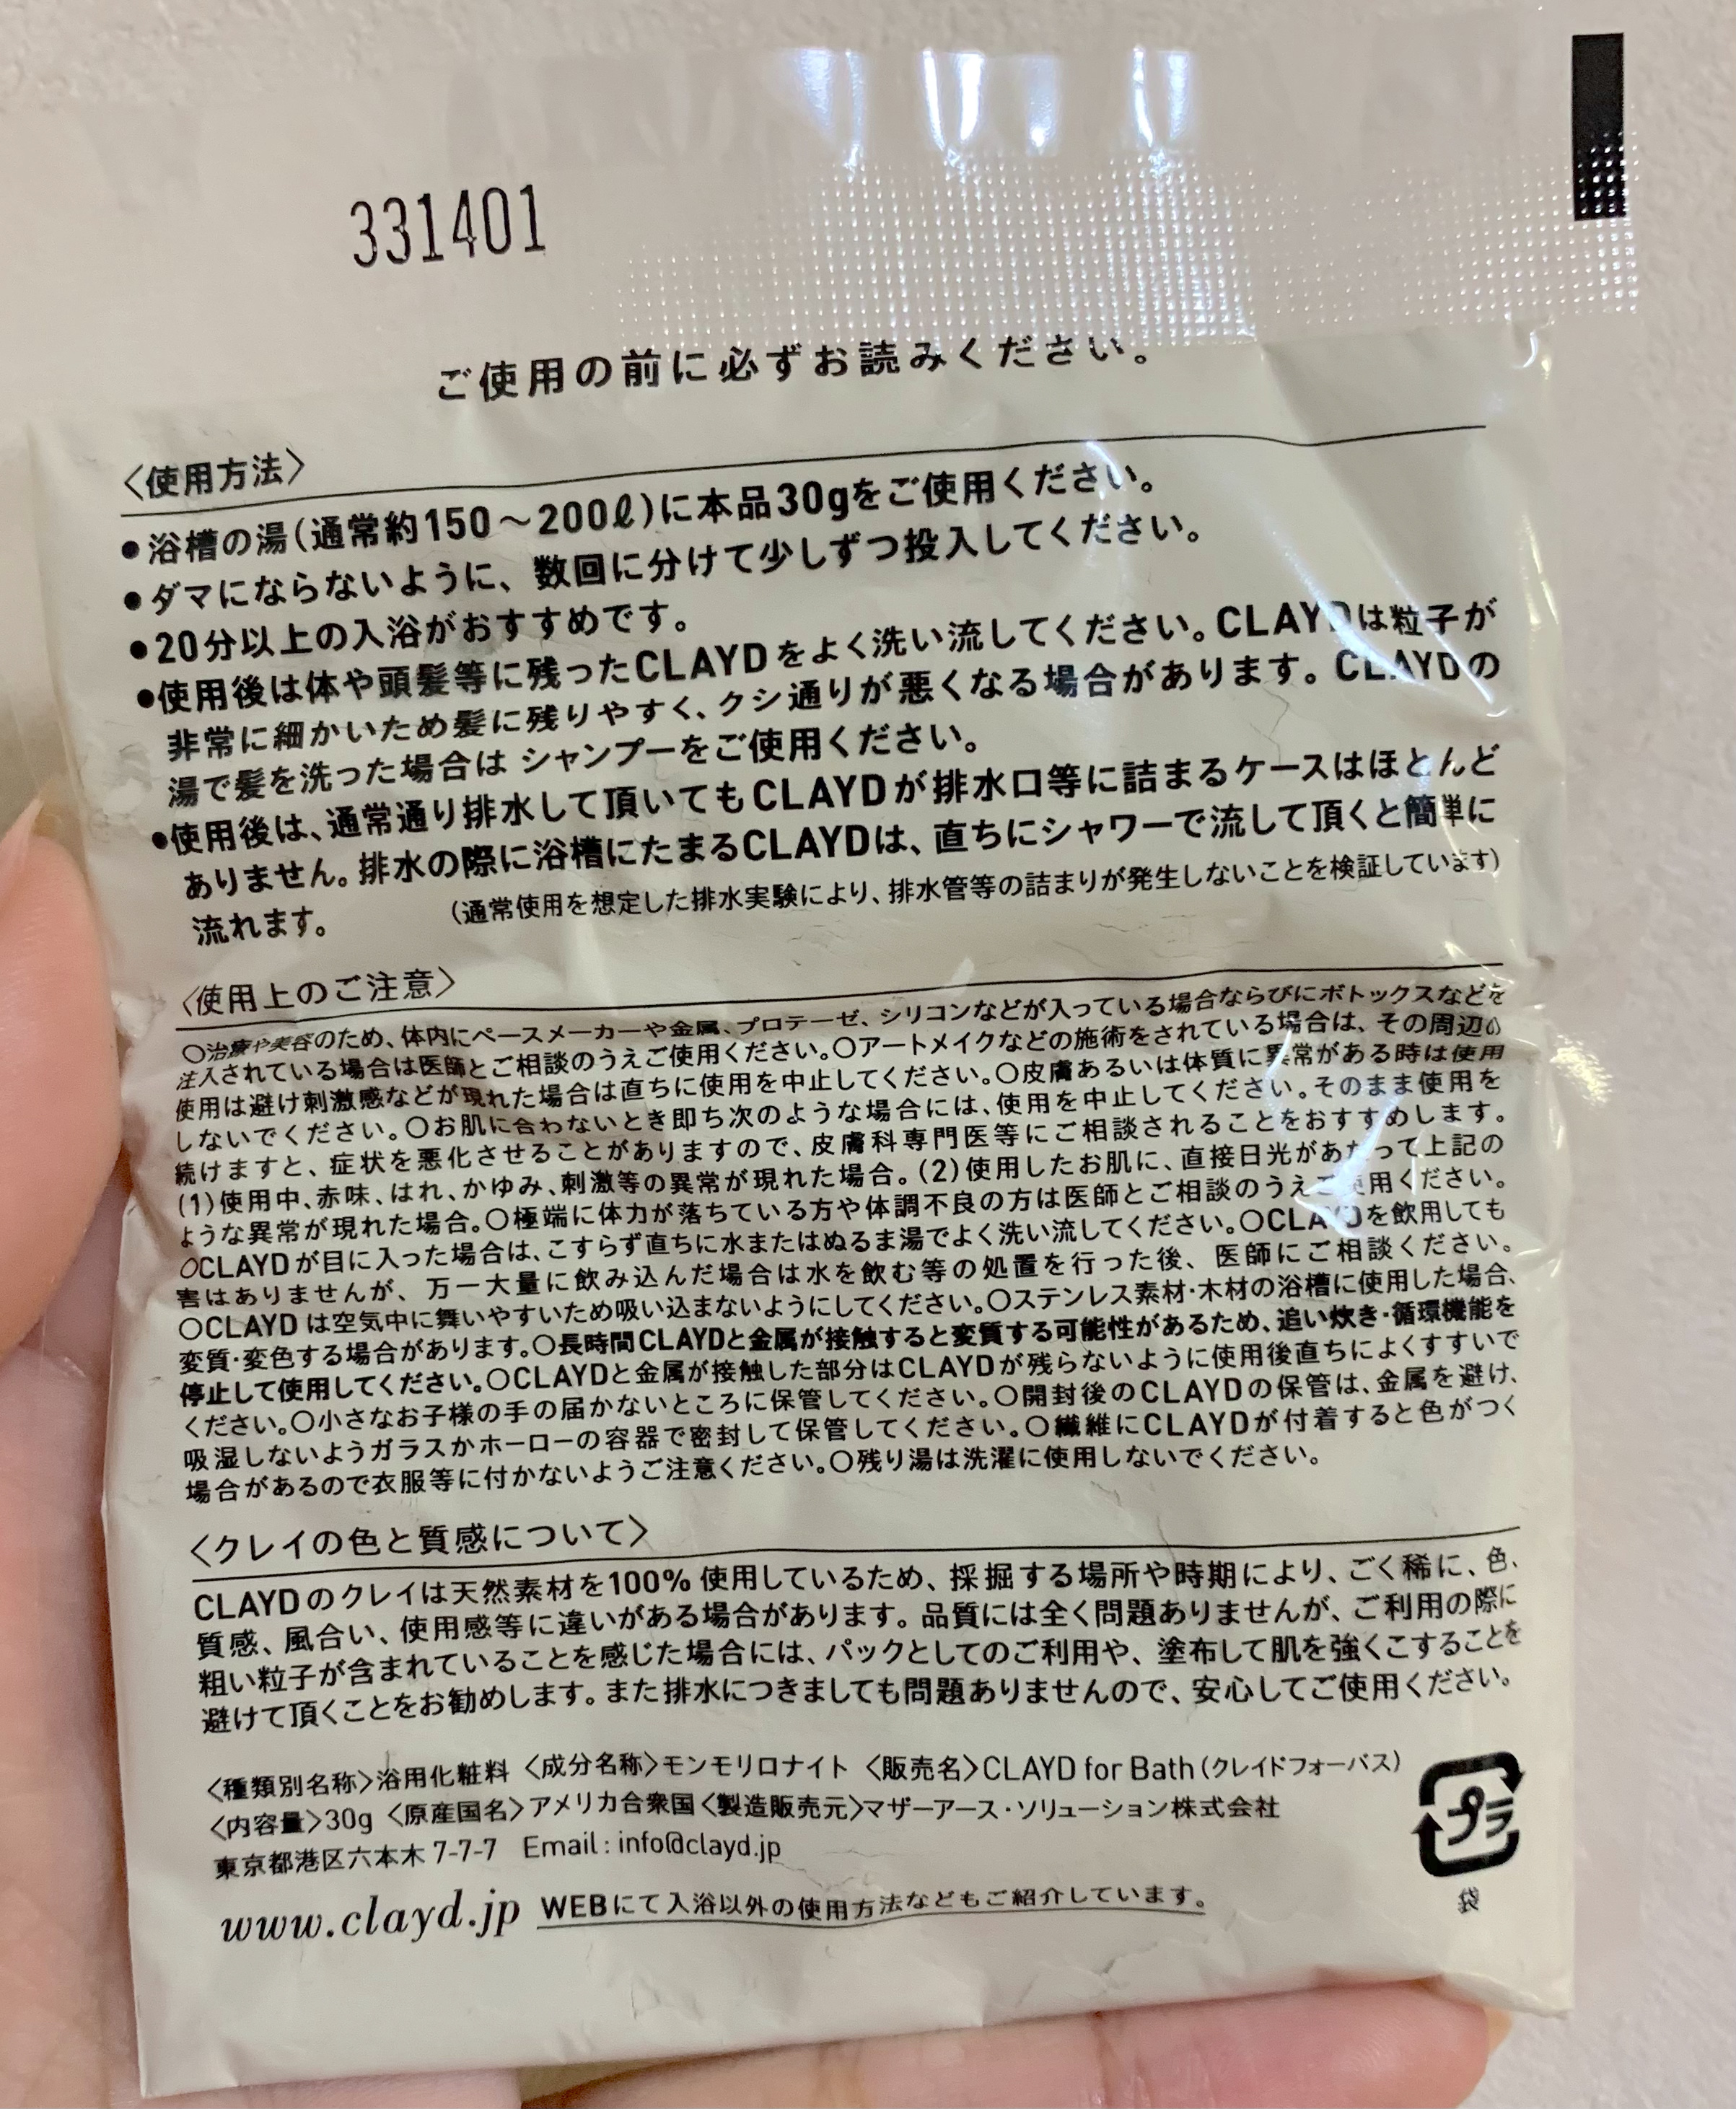 331401
ご使用の前に必ずお読みください。
〈使用方法〉
●浴槽の湯(通常約150〜200ℓ)に本品30gをご使用ください。
●ダマにならないように、数回に分けて少しずつ投入してください。
●20分以上の入浴がおすすめです。
●使用後は体や頭髪等に残ったCLAYDをよく洗い流してください。CLAYDは粒子が
非常に細かいため髪に残りやすく、クシ通りが悪くなる場合があります。CLAYDの
湯で髪を洗った場合は シャンプーをご使用ください。
●使用後は、通常通り排水して頂いてもCLAYDが排水口等に詰まるケースはほとんど
ありません。排水の際に浴槽にたまるCLAYDは、直ちにシャワーで流して頂くと簡単に
流れます。 (通常使用を想定した排水実験により、排水管等の詰まりが発生しないことを検証しています)
〈使用上のご注意〉
○治療や美容のため、体内にペースメーカーや金属、プロテーゼ、シリコンなどが入っている場合ならびにボトックスなどを
注入されている場合は医師とご相談のうえご使用ください。○アートメイクなどの施術をされている場合は、その周辺の
使用は避け刺激感などが現れた場合は直ちに使用を中止してください。○皮膚あるいは体質に異常がある時は使用
しないでください。○お肌に合わないとき即ち次のような場合には、使用を中止してください。そのまま使用を
続けますと、症状を悪化させることがありますので、皮膚科専門医等にご相談されることをおすすめします。
(1)使用中、赤味、はれ、かゆみ、刺激等の異常が現れた場合。(2)使用したお肌に、直接日光があたって上記の
ような異常が現れた場合。○極端に体力が落ちている方や体調不良の方は医師とご相談のうえご使用ください。
○CLAYDが目に入った場合は、こすらず直ちに水またはぬるま湯でよく洗い流してください。○CLAYDを飲用しても
害はありませんが、万一大量に飲み込んだ場合は水を飲む等の処置を行った後、医師にご相談ください。
○CLAYDは空気中に舞いやすいため吸い込まないようにしてください。○ステンレス素材・木材の浴槽に使用した場合、
変質・変色する場合があります。○長時間CLAYDと金属が接触すると変質する可能性があるため、追い炊き・循環機能を
停止して使用してください。○CLAYDと金属が接触した部分はCLAYDが残らないように使用後直ちによくすすいで
ください。○小さなお子様の手の届かないところに保管してください。○開封後のCLAYDの保管は、金属を避け、
吸湿しないようガラスかホーローの容器で密封して保管してください。○繊維にCLAYDが付着すると色がつく
場合があるので衣服等に付かないようご注意ください。○残り湯は洗濯に使用しないでください。
〈クレイの色と質感について〉
CLAYDのクレイは天然素材を100%使用しているため、採掘する場所や時期により、ごく稀に、色、
質感、風合い、使用感等に違いがある場合があります。品質には全く問題ありませんが、ご利用の際に
粗い粒子が含まれていることを感じた場合には、パックとしてのご利用や、塗布して肌を強くこすることを
避けて頂くことをお勧めします。また排水につきましても問題ありませんので、安心してご使用ください。
〈種類別名称〉浴用化粧料 〈成分名称〉モンモリロナイト 〈販売名〉CLAYD for Bath(クレイドフォーバス)
〈内容量〉30g 〈原産国名〉アメリカ合衆国〈製造販売元〉マザーアース・ソリューション株式会社
東京都港区六本木 7-7-7 Email : info@clayd.jp
www.clayd.jp WEBにて入浴以外の使用方法などもご紹介しています。
プラ
袋